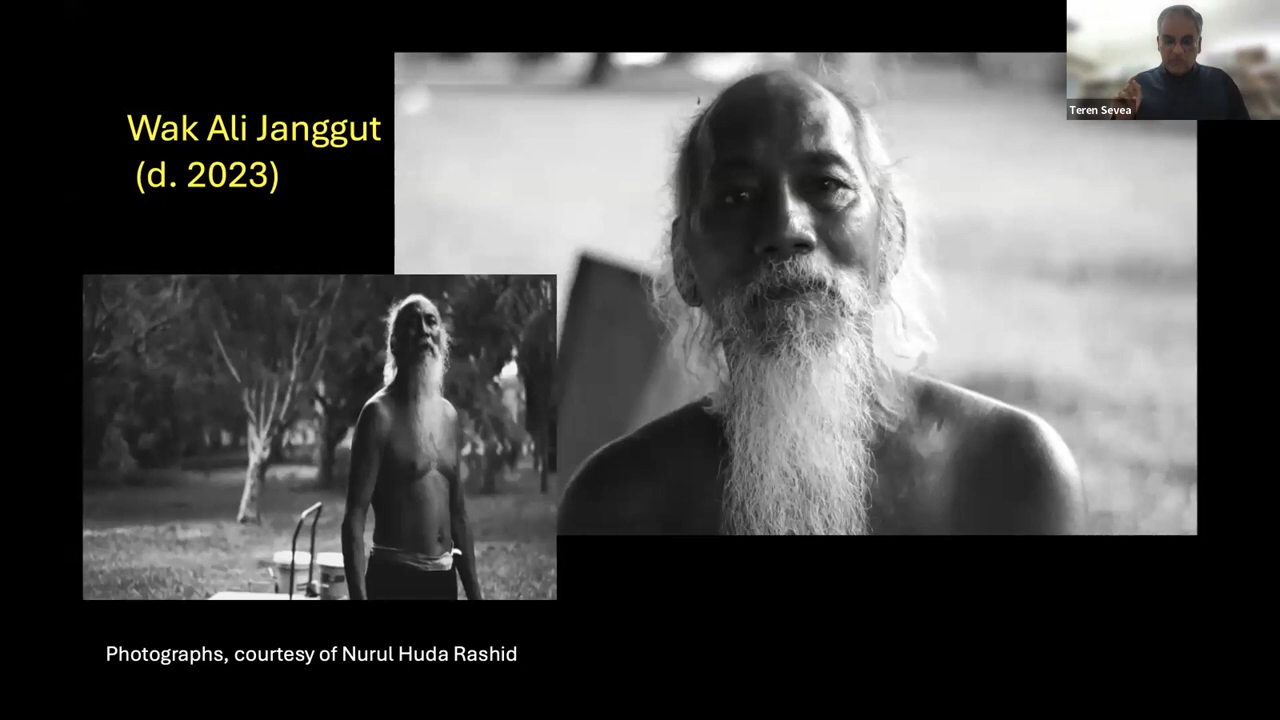 Wak Ali Janggut
(d. 2023)
Teren Sevea
Photographs, courtesy of Nurul Huda Rashid